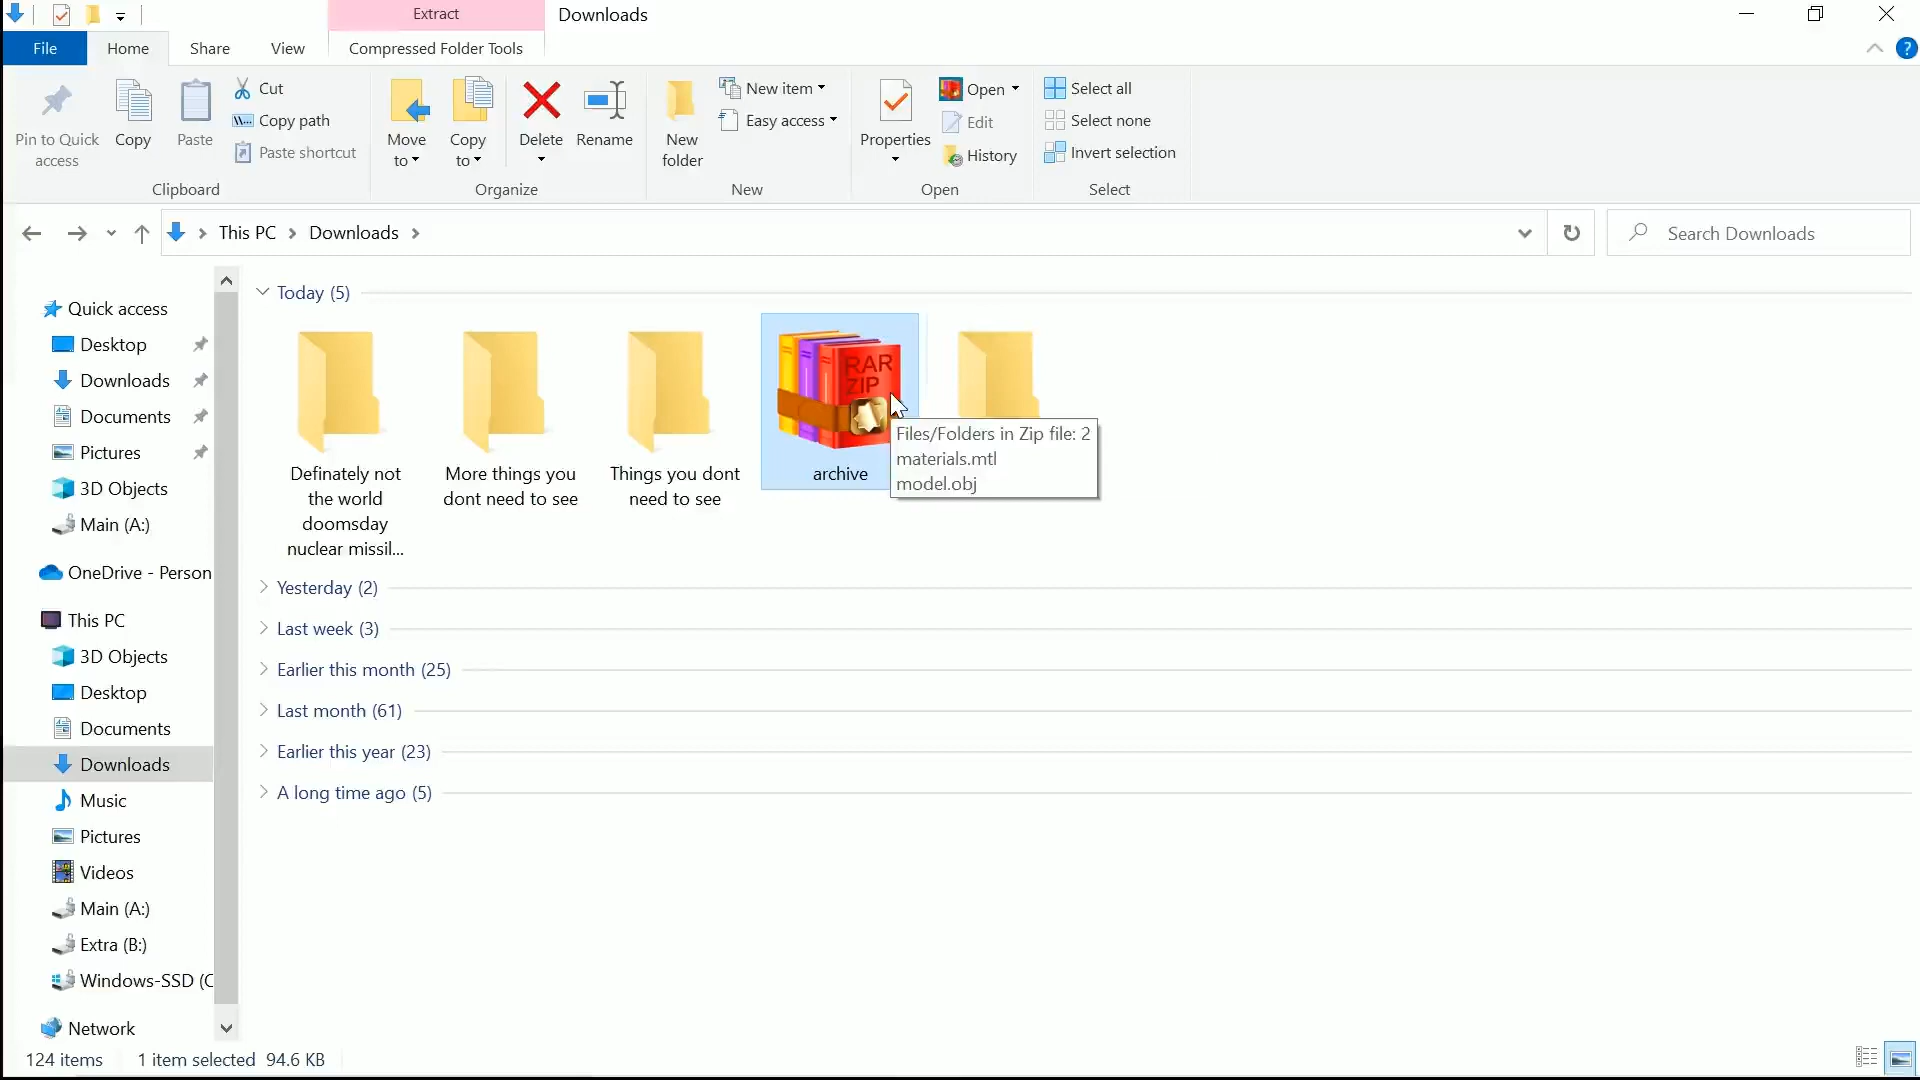 Extract
Downloads
File
Home
Share
View
Compressed Folder Tools
?
Pin to Quick
access
Copy
Paste
Cut
Copy path
Paste shortcut
Clipboard
Move
to
Copy
to
Delete
Rename
Organize
New
folder
New item
Easy access
New
Properties
Open
Edit
History
Open
Select all
Select none
Invert selection
Select
This PC
Downloads
Search Downloads
Quick access
Desktop
Downloads
Documents
Pictures
3D Objects
Main (A:)
OneDrive - Person
This PC
3D Objects
Desktop
Documents
Downloads
Music
Pictures
Videos
Main (A:)
Extra (B:)
Windows-SSD (C
Network
Today (5)
Definately not
the world
doomsday
nuclear missil...
More things you
dont need to see
Things you dont
need to see
RAR
ZIP
archive
Files/Folders in Zip file: 2
materials.mtl
model.obj
Yesterday (2)
Last week (3)
Earlier this month (25)
Last month (61)
Earlier this year (23)
A long time ago (5)
124 items
1 item selected 94.6 KB